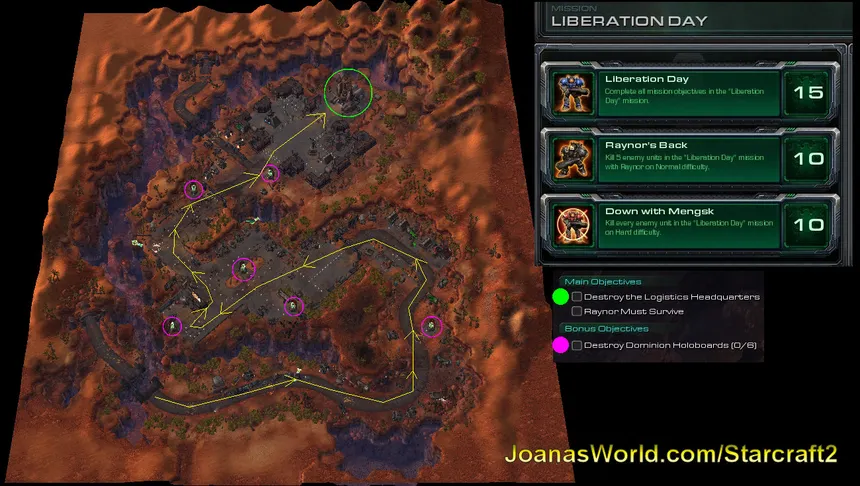 MISSION
LIBERATION DAY
Liberation Day
Complete all mission objectives in the "Liberation
Day" mission.
15
Raynor's Back
Kill 5 enemy units in the "Liberation Day" mission
with Raynor on Normal difficulty.
10
Down with Mengsk
Kill every enemy unit in the "Liberation Day" mission
on Hard difficulty.
10
Main Objectives
Destroy the Logistics Headquarters
Raynor Must Survive
Bonus Objectives
Destroy Dominion Holoboards (0/6)
JoanasWorld.com/Starcraft2